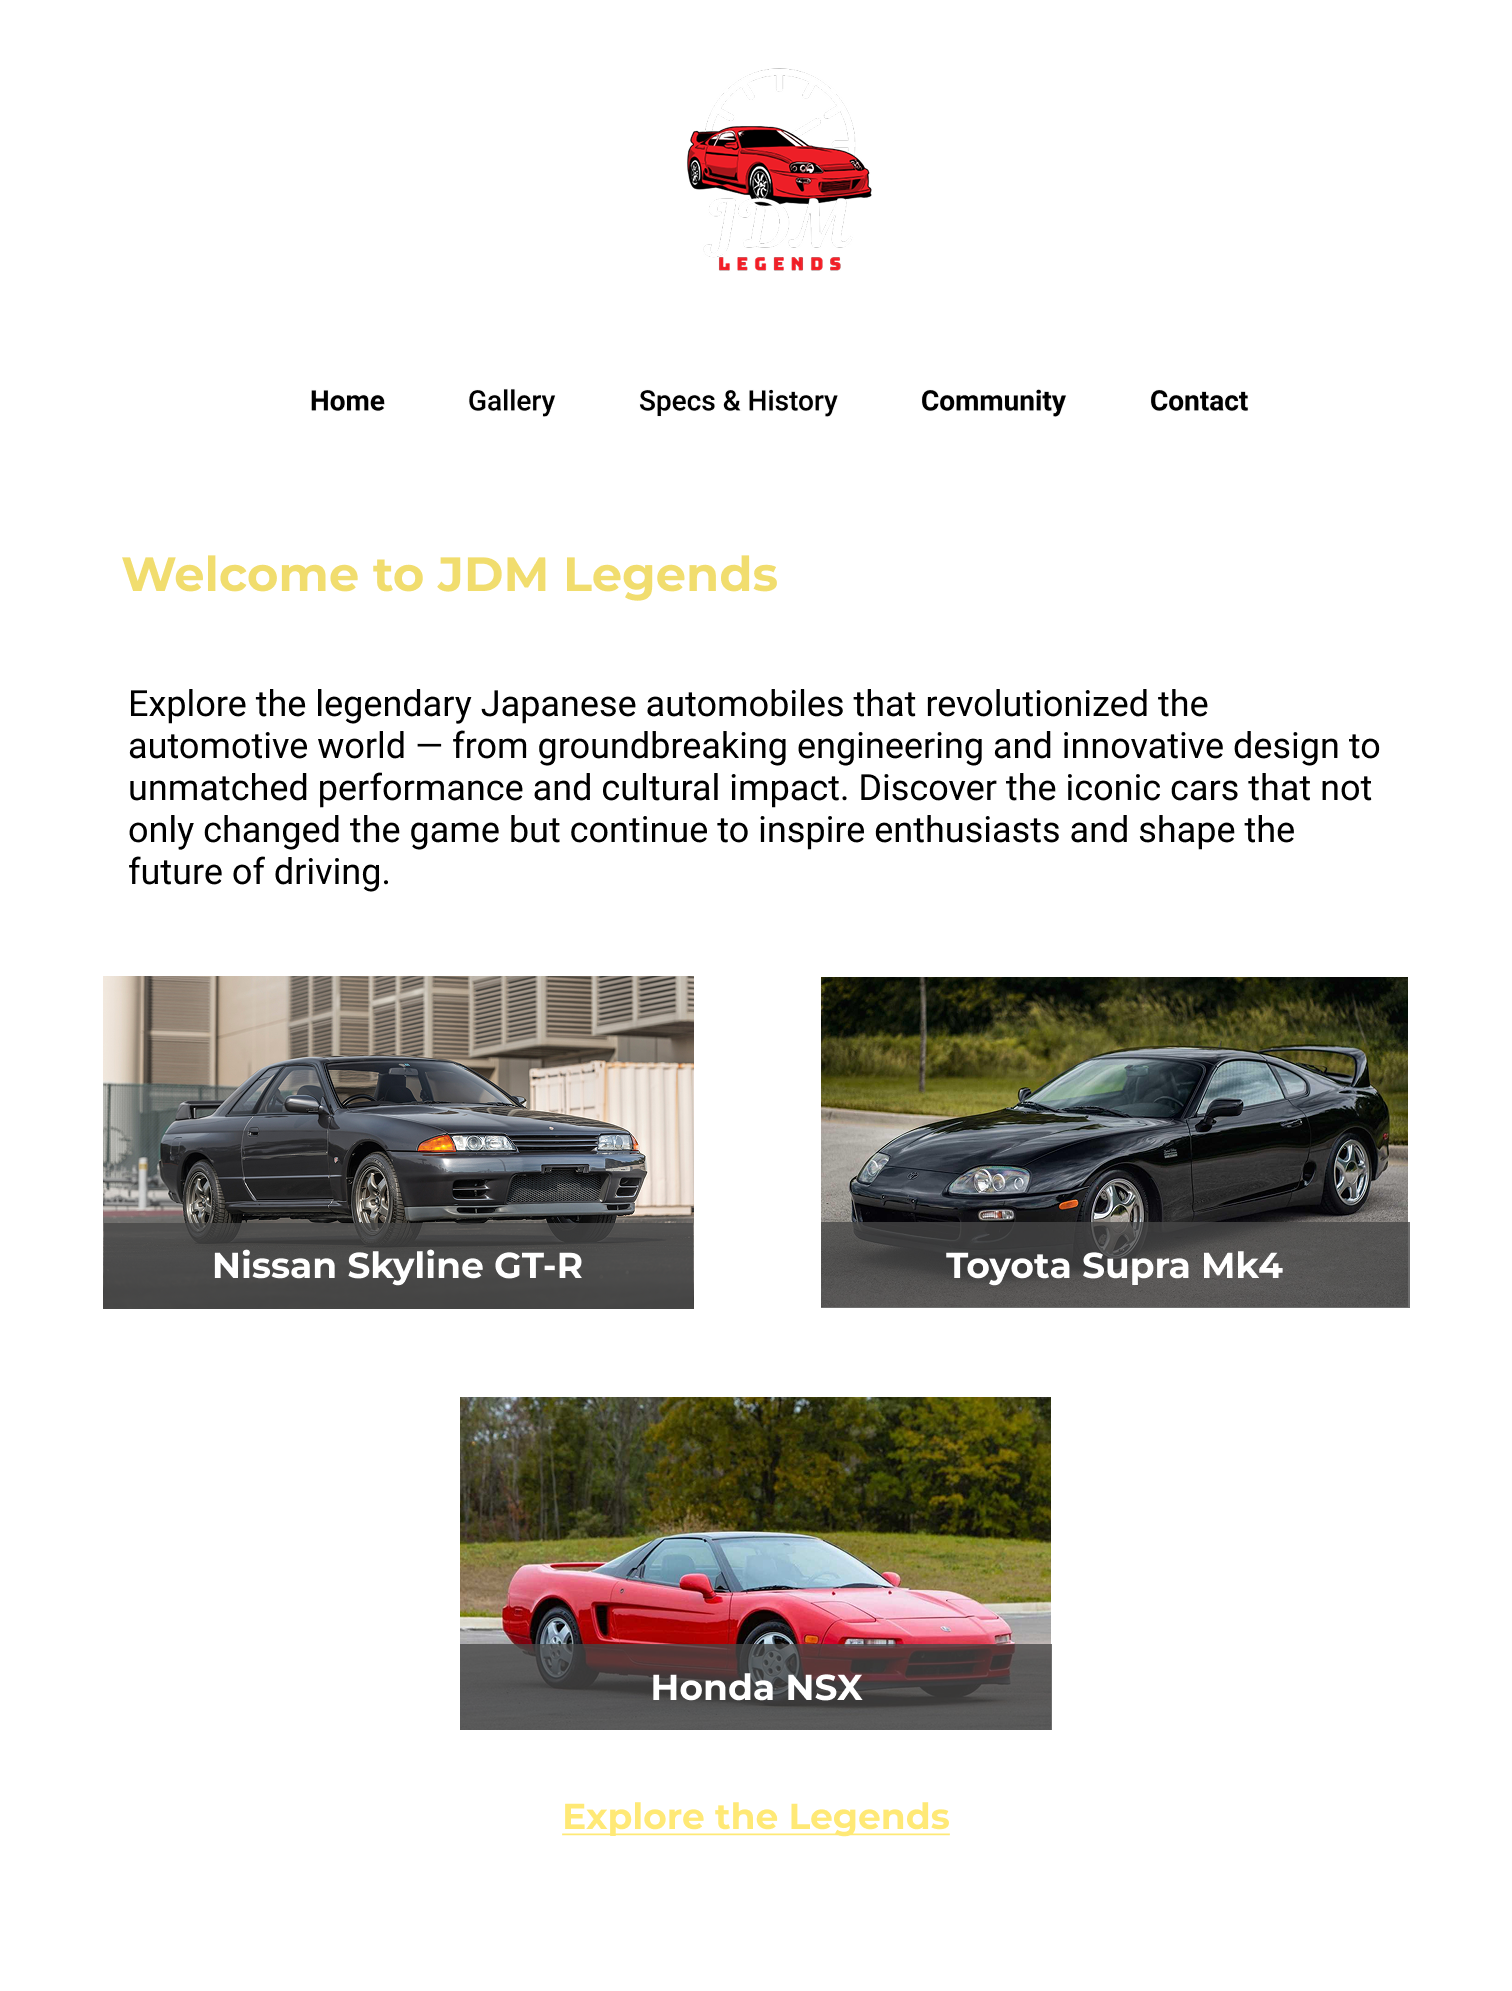 JDM
LEGENDS
Home Gallery Specs & History Community Contact
Welcome to JDM Legends
Explore the legendary Japanese automobiles that revolutionized the
automotive world — from groundbreaking engineering and innovative design to
unmatched performance and cultural impact. Discover the iconic cars that not
only changed the game but continue to inspire enthusiasts and shape the
future of driving.
Nissan Skyline GT-R
Toyota Supra Mk4
Honda NSX
Explore the Legends